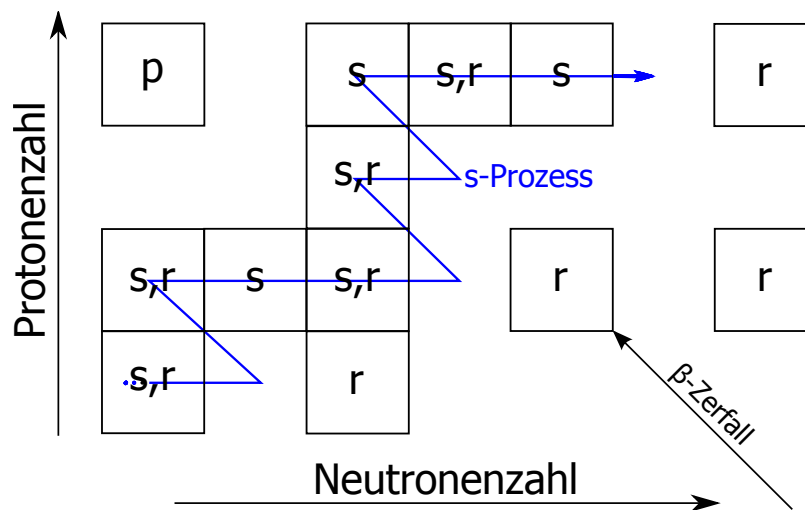 p
s
s,r
s
r
s,r
s-Prozess
s,r
s
s,r
r
r
s,r
r
β-Zerfall
Protonenzahl
Neutronenzahl